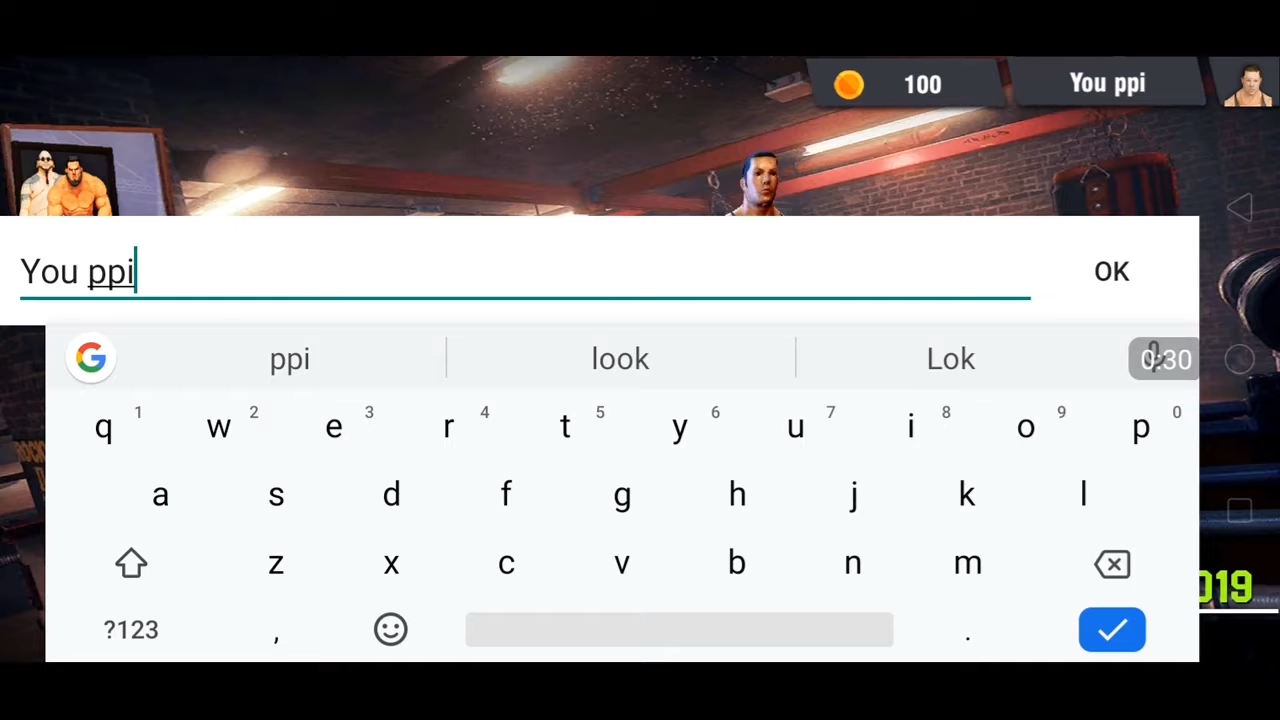 100
You ppi
You ppi
OK
ppi look Lok
0:30
q 1 w 2 e 3 r 4 t 5 y 6 u 7 i 8 o 9 p 0
a s d f g h j k l
z x c v b n m
019
?123 , .